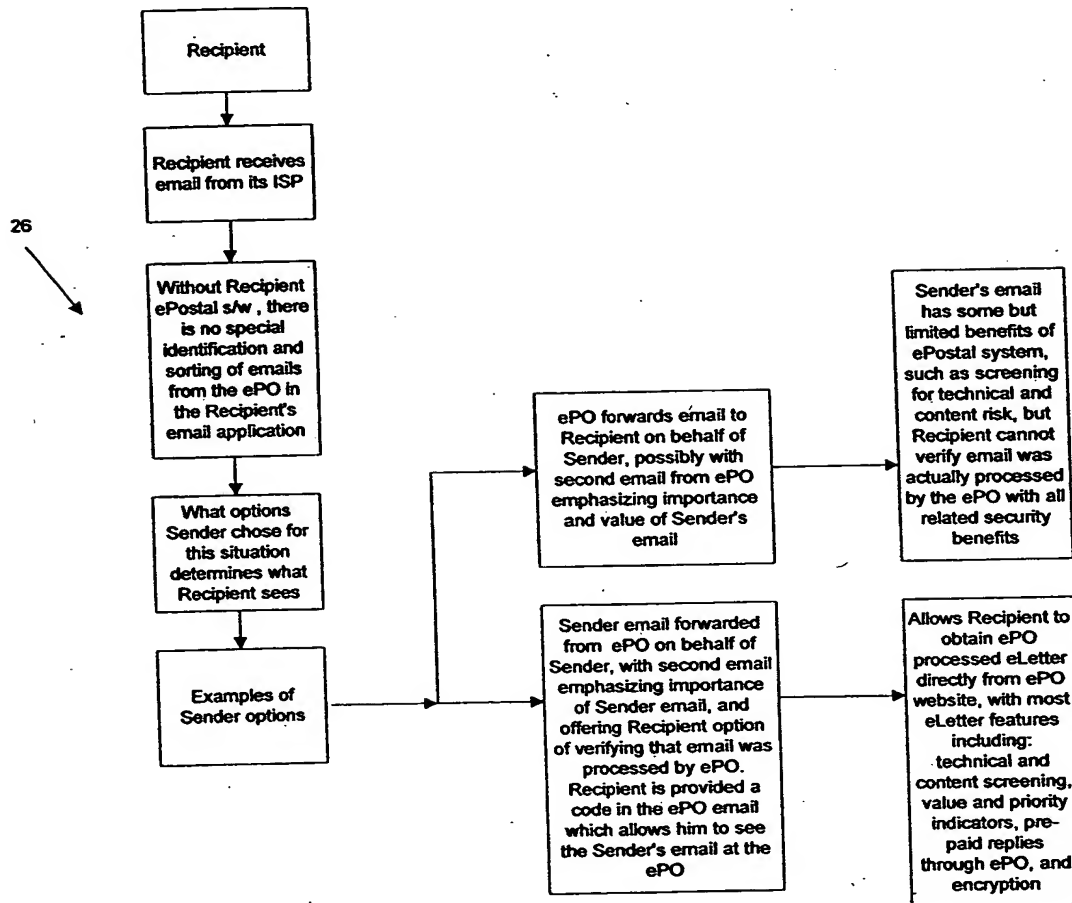 Recipient
Recipient receives
email from its ISP
26
Without Recipient
ePostal s/w , there
is no special
identification and
sorting of emails
from the ePO in
the Recipient's
email application
What options
Sender chose for
this situation
determines what
Recipient sees
Examples of
Sender options
ePO forwards email to
Recipient on behalf of
Sender, possibly with
second email from ePO
emphasizing importance
and value of Sender's
email
Sender's email
has some but
limited benefits of
ePostal system,
such as screening
for technical and
content risk, but
Recipient cannot
verify email was
actually processed
by the ePO with all
related security
benefits
Sender email forwarded
from ePO on behalf of
Sender, with second email
emphasizing importance
of Sender email, and
offering Recipient option
of verifying that email was
processed by ePO.
Recipient is provided a
code in the ePO email
which allows him to see
the Sender's email at the
ePO
Allows Recipient to
obtain ePO
processed eLetter
directly from ePO
website, with most
eLetter features
including:
technical and
content screening,
value and priority
indicators, pre-
paid replies
through ePO, and
encryption